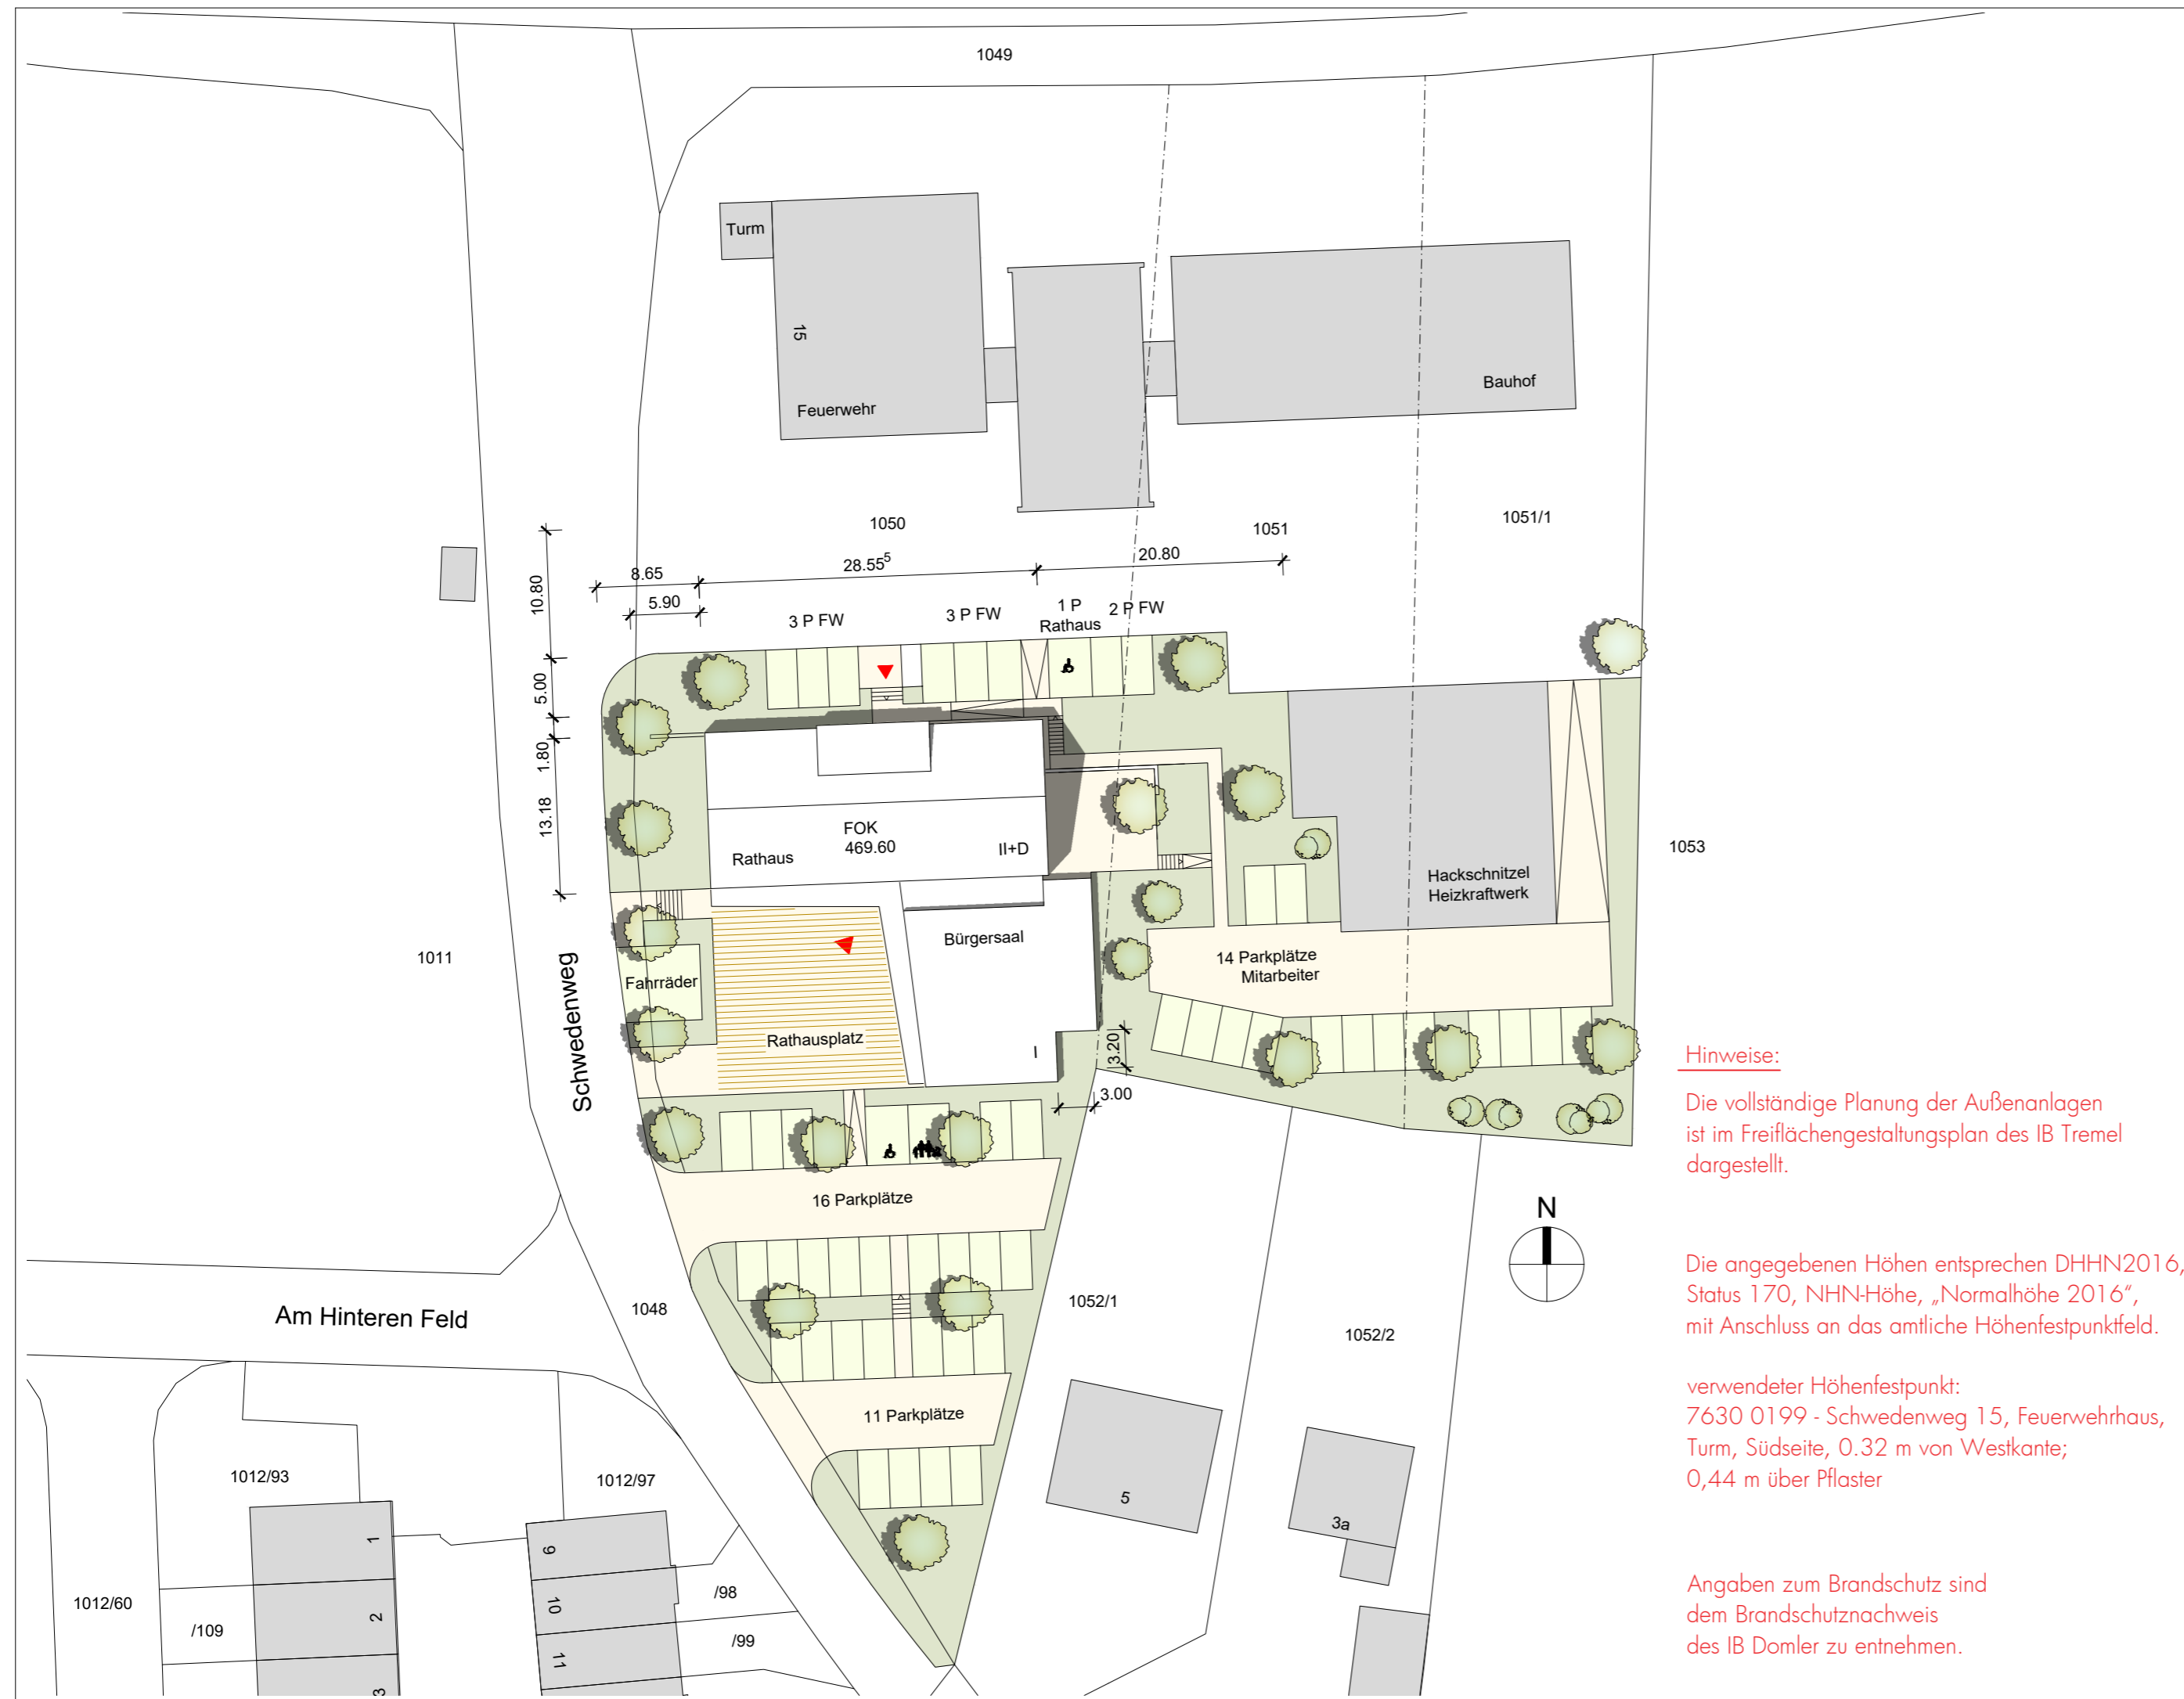 1049
Turm
15
Feuerwehr
Bauhof
1050
1051
1051/1
10.80
8.65
28.55⁵
20.80
5.90
3 P FW
3 P FW
1 P
Rathaus
2 P FW
5.00
1.80
13.18
FOK
469.60
Rathaus
II+D
1053
Hackschnitzel
Heizkraftwerk
Bürgersaal
1011
Schwedenweg
Fahrräder
14 Parkplätze
Mitarbeiter
Rathausplatz
I
3.20
3.00
16 Parkplätze
N
Am Hinteren Feld
1048
1052/1
1052/2
11 Parkplätze
1012/93
1012/97
5
3a
1
9
2
10
1012/60
/109
/98
11
/99
3
Hinweise:
Die vollständige Planung der Außenanlagen
ist im Freiflächengestaltungsplan des IB Tremel
dargestellt.
Die angegebenen Höhen entsprechen DHHN2016,
Status 170, NHN-Höhe, „Normalhöhe 2016“,
mit Anschluss an das amtliche Höhenfestpunktfeld.
verwendeter Höhenfestpunkt:
7630 0199 - Schwedenweg 15, Feuerwehrhaus,
Turm, Südseite, 0.32 m von Westkante;
0,44 m über Pflaster
Angaben zum Brandschutz sind
dem Brandschutznachweis
des IB Domler zu entnehmen.